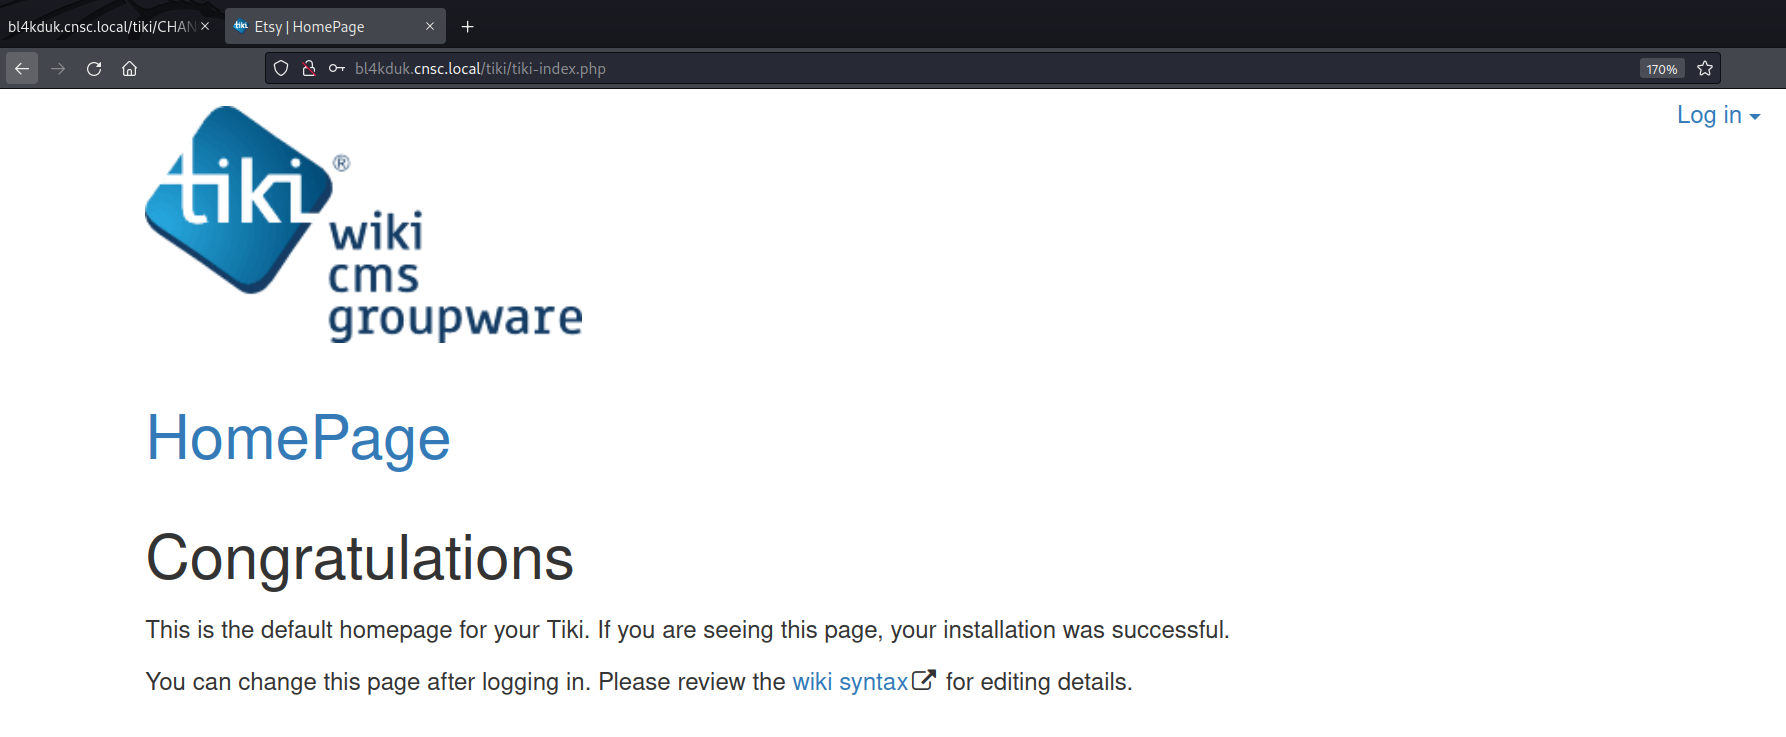 bl4kduk.cnsc.local/tiki/CHAN
Etsy | HomePage
bl4kduk.cnsc.local/tiki/tiki-index.php
170%
Log in
tiki®
wiki
cms
groupware
HomePage
Congratulations
This is the default homepage for your Tiki. If you are seeing this page, your installation was successful.
You can change this page after logging in. Please review the wiki syntax for editing details.